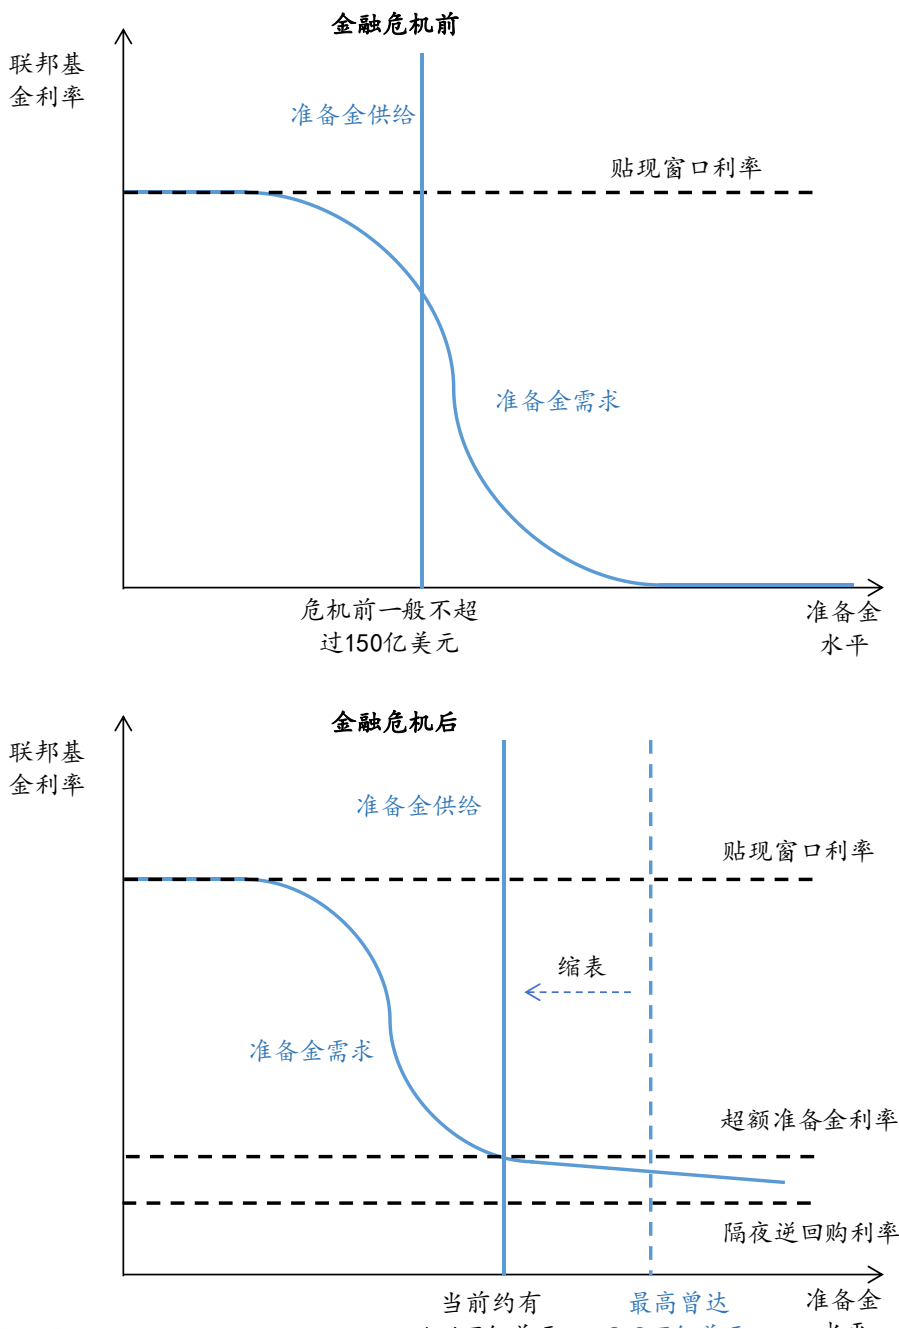 金融危机前
联邦基
金利率
准备金供给
贴现窗口利率
准备金需求
危机前一般不超
过150亿美元
准备金
水平
金融危机后
联邦基
金利率
准备金供给
贴现窗口利率
缩表
准备金需求
超额准备金利率
隔夜逆回购利率
当前约有
最高曾达
准备金